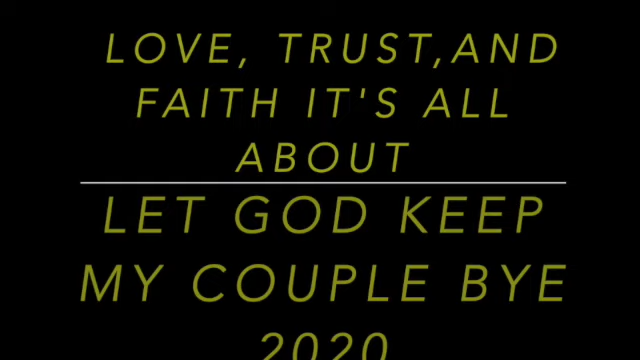 LOVE, TRUST,AND
FAITH IT'S ALL
ABOUT
LET GOD KEEP
MY COUPLE BYE
2020